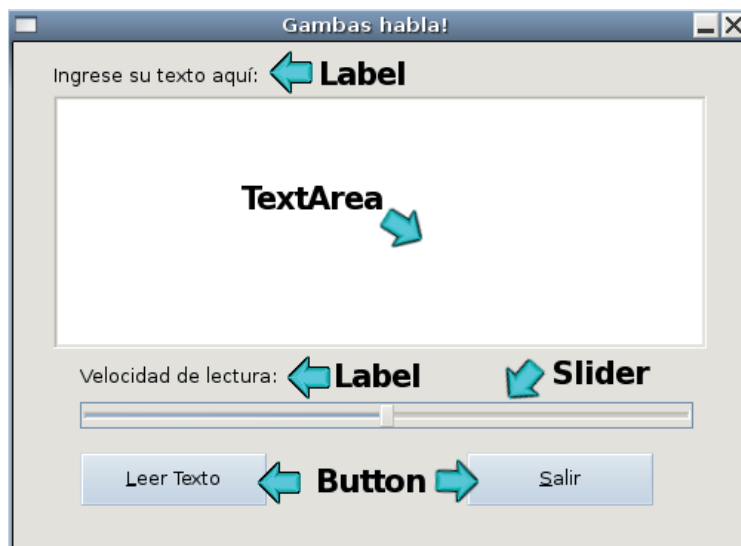 Gambas habla!
Ingrese su texto aquí: Label
TextArea
Velocidad de lectura: Label Slider
Leer Texto Button Salir